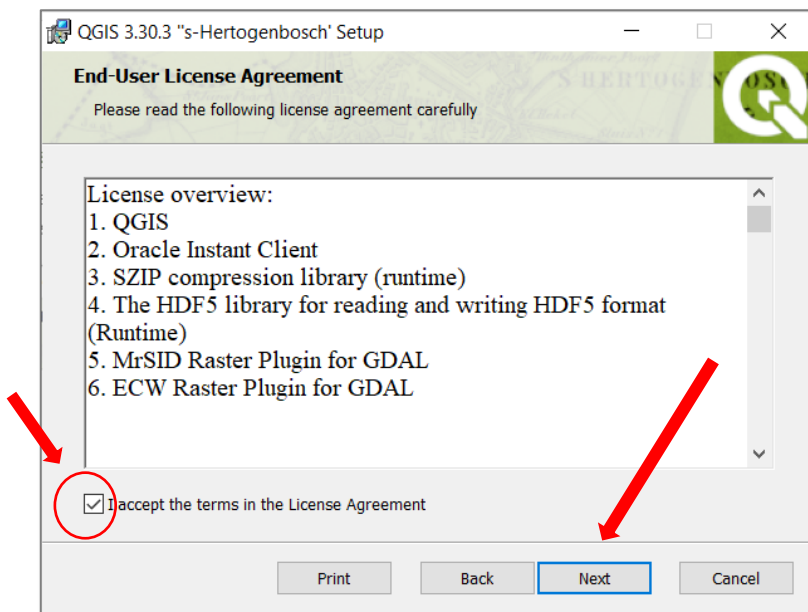 QGIS 3.30.3 "s-Hertogenbosch' Setup
End-User License Agreement
Please read the following license agreement carefully
License overview:
1. QGIS
2. Oracle Instant Client
3. SZIP compression library (runtime)
4. The HDF5 library for reading and writing HDF5 format
(Runtime)
5. MrSID Raster Plugin for GDAL
6. ECW Raster Plugin for GDAL
I accept the terms in the License Agreement
Print Back Next Cancel